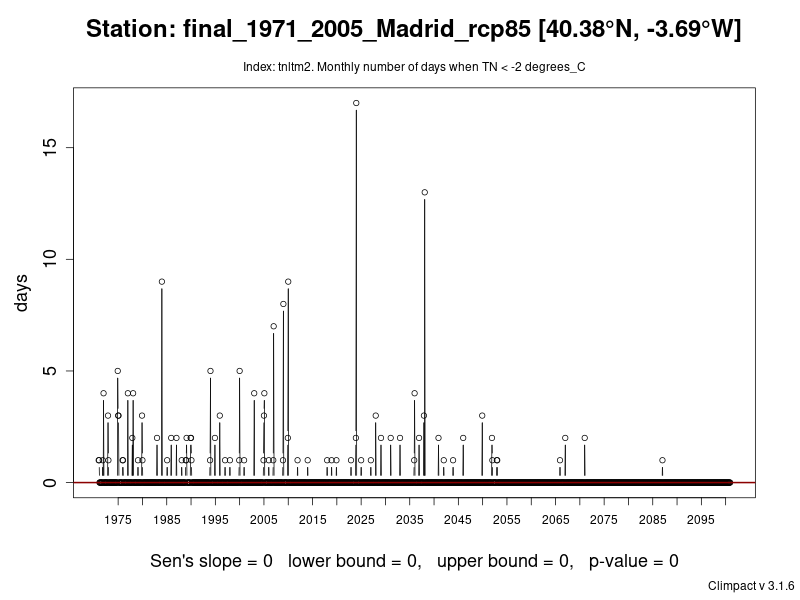 Station: final_1971_2005_Madrid_rcp85 [40.38°N, -3.69°W]
Index: tnltm2. Monthly number of days when TN < -2 degrees_C
days
15
10
5
0
1975 1985 1995 2005 2015 2025 2035 2045 2055 2065 2075 2085 2095
Sen's slope = 0 lower bound = 0, upper bound = 0, p-value = 0
Climpact v 3.1.6